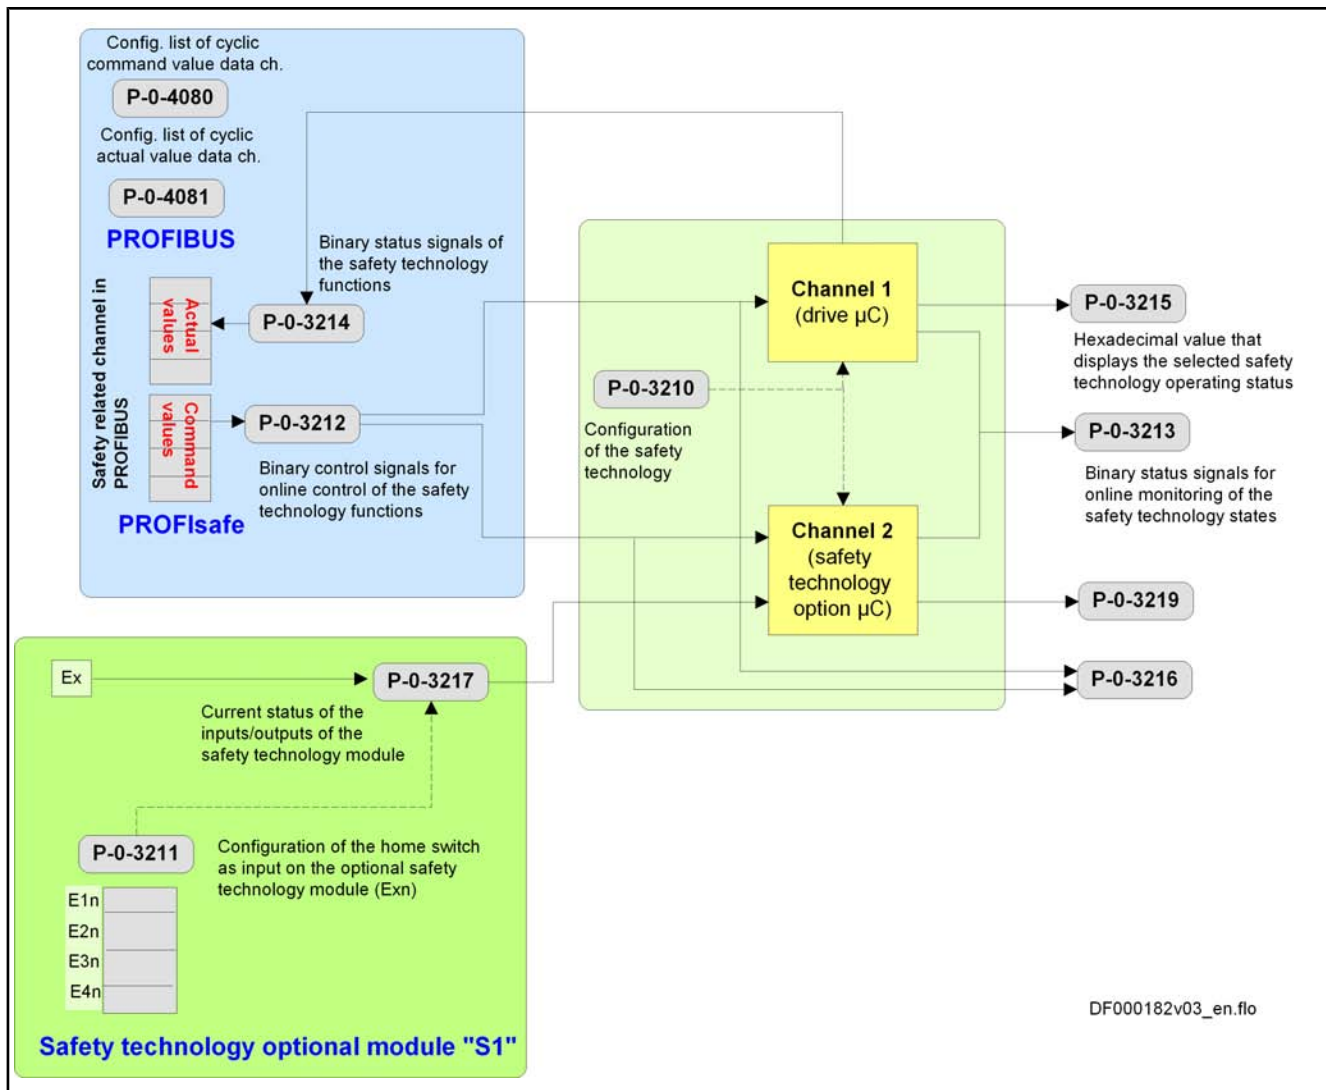 Config. list of cyclic
command value data ch.
P-0-4080
Config. list of cyclic
actual value data ch.
P-0-4081
PROFIBUS
Safety related channel in
PROFIBUS
Actual
values
Binary status signals of
the safety technology
functions
P-0-3214
Command
values
P-0-3212
Binary control signals for
online control of the safety
technology functions
PROFIsafe
Channel 1
(drive µC)
P-0-3210
Configuration
of the safety
technology
Channel 2
(safety
technology
option µC)
P-0-3215
Hexadecimal value that
displays the selected safety
technology operating status
P-0-3213
Binary status signals for
online monitoring of the
safety technology states
P-0-3219
P-0-3216
Ex
P-0-3217
Current status of the
inputs/outputs of the
safety technology module
P-0-3211
Configuration of the home switch
as input on the optional safety
technology module (Exn)
E1n
E2n
E3n
E4n
Safety technology optional module "S1"
DF000182v03_en.flo